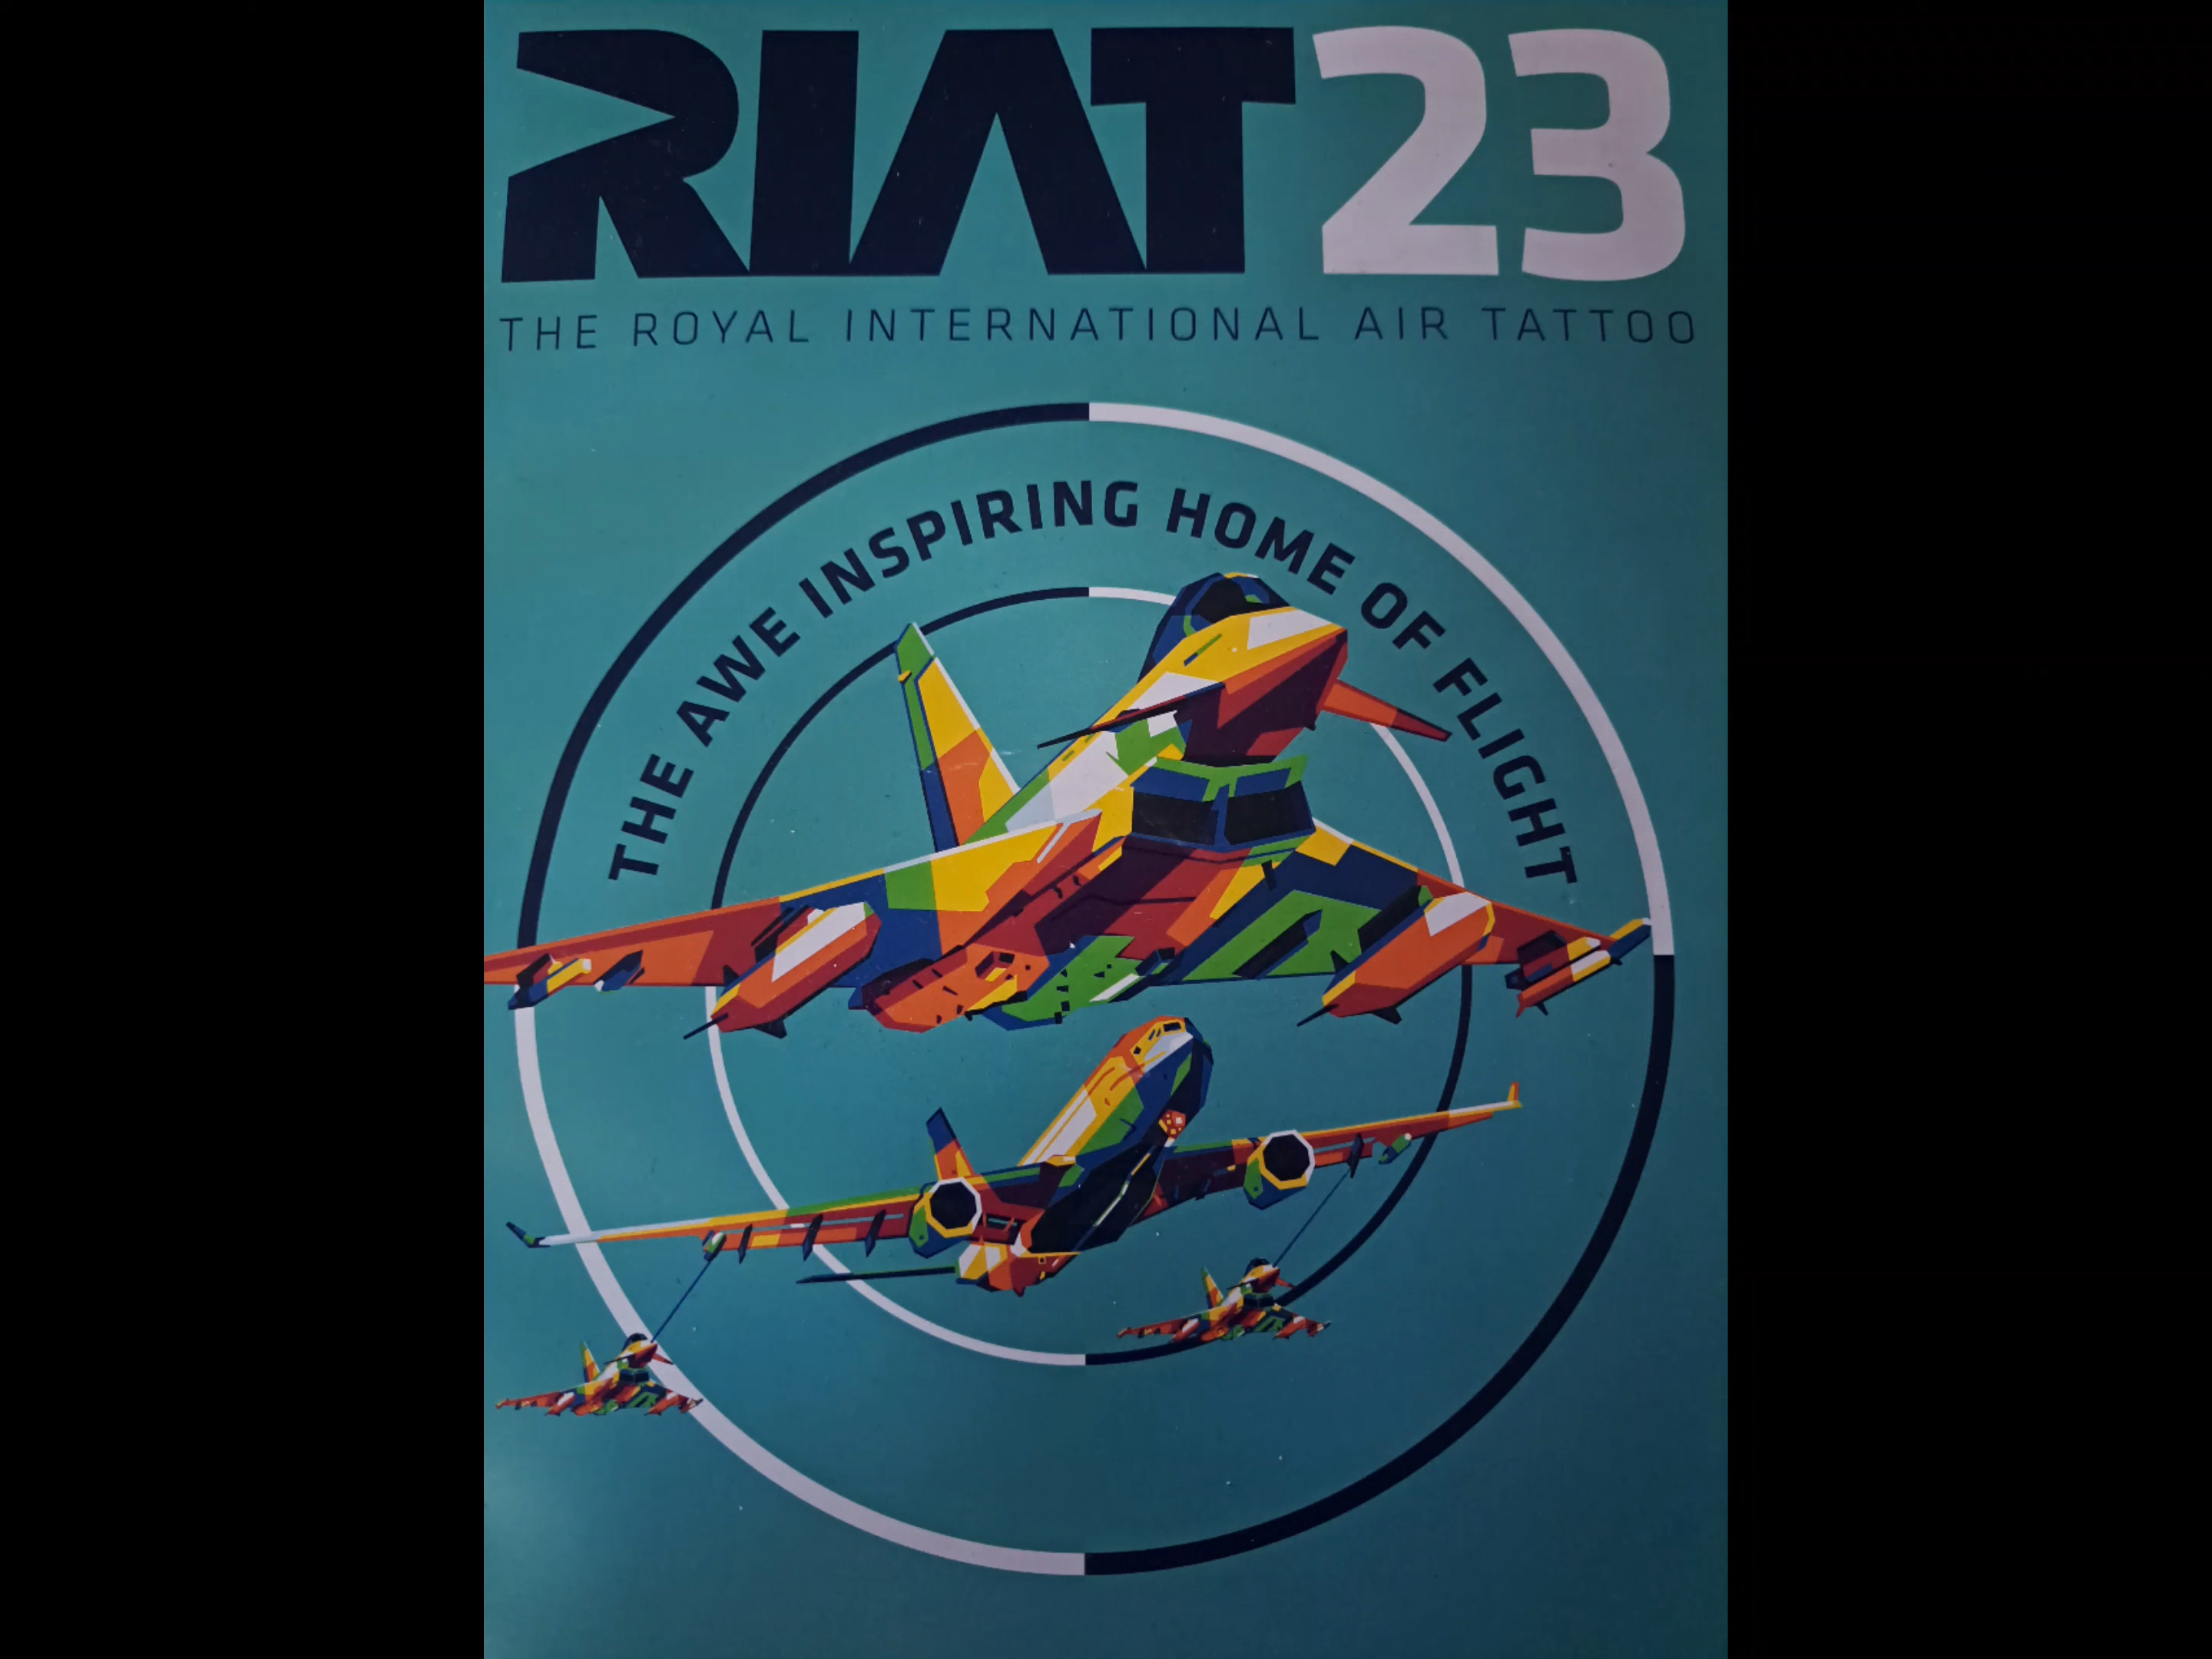 RIAT23
THE ROYAL INTERNATIONAL AIR TATTOO
THE AWE INSPIRING HOME OF FLIGHT